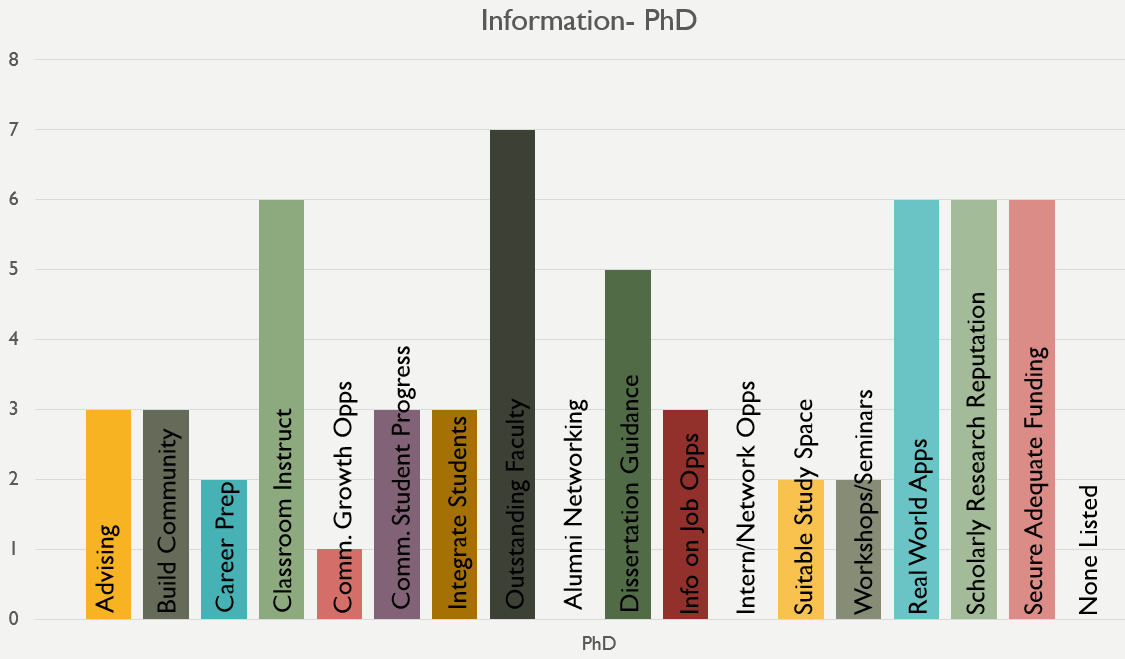 Information- PhD
8
7
6
5
4
3
2
1
0
Advising
Build Community
Career Prep
Classroom Instruct
Comm. Growth Opps
Comm. Student Progress
Integrate Students
Outstanding Faculty
Alumni Networking
Dissertation Guidance
Info on Job Opps
Intern/Network Opps
Suitable Study Space
Workshops/Seminars
Real World Apps
Scholarly Research Reputation
Secure Adequate Funding
None Listed
PhD